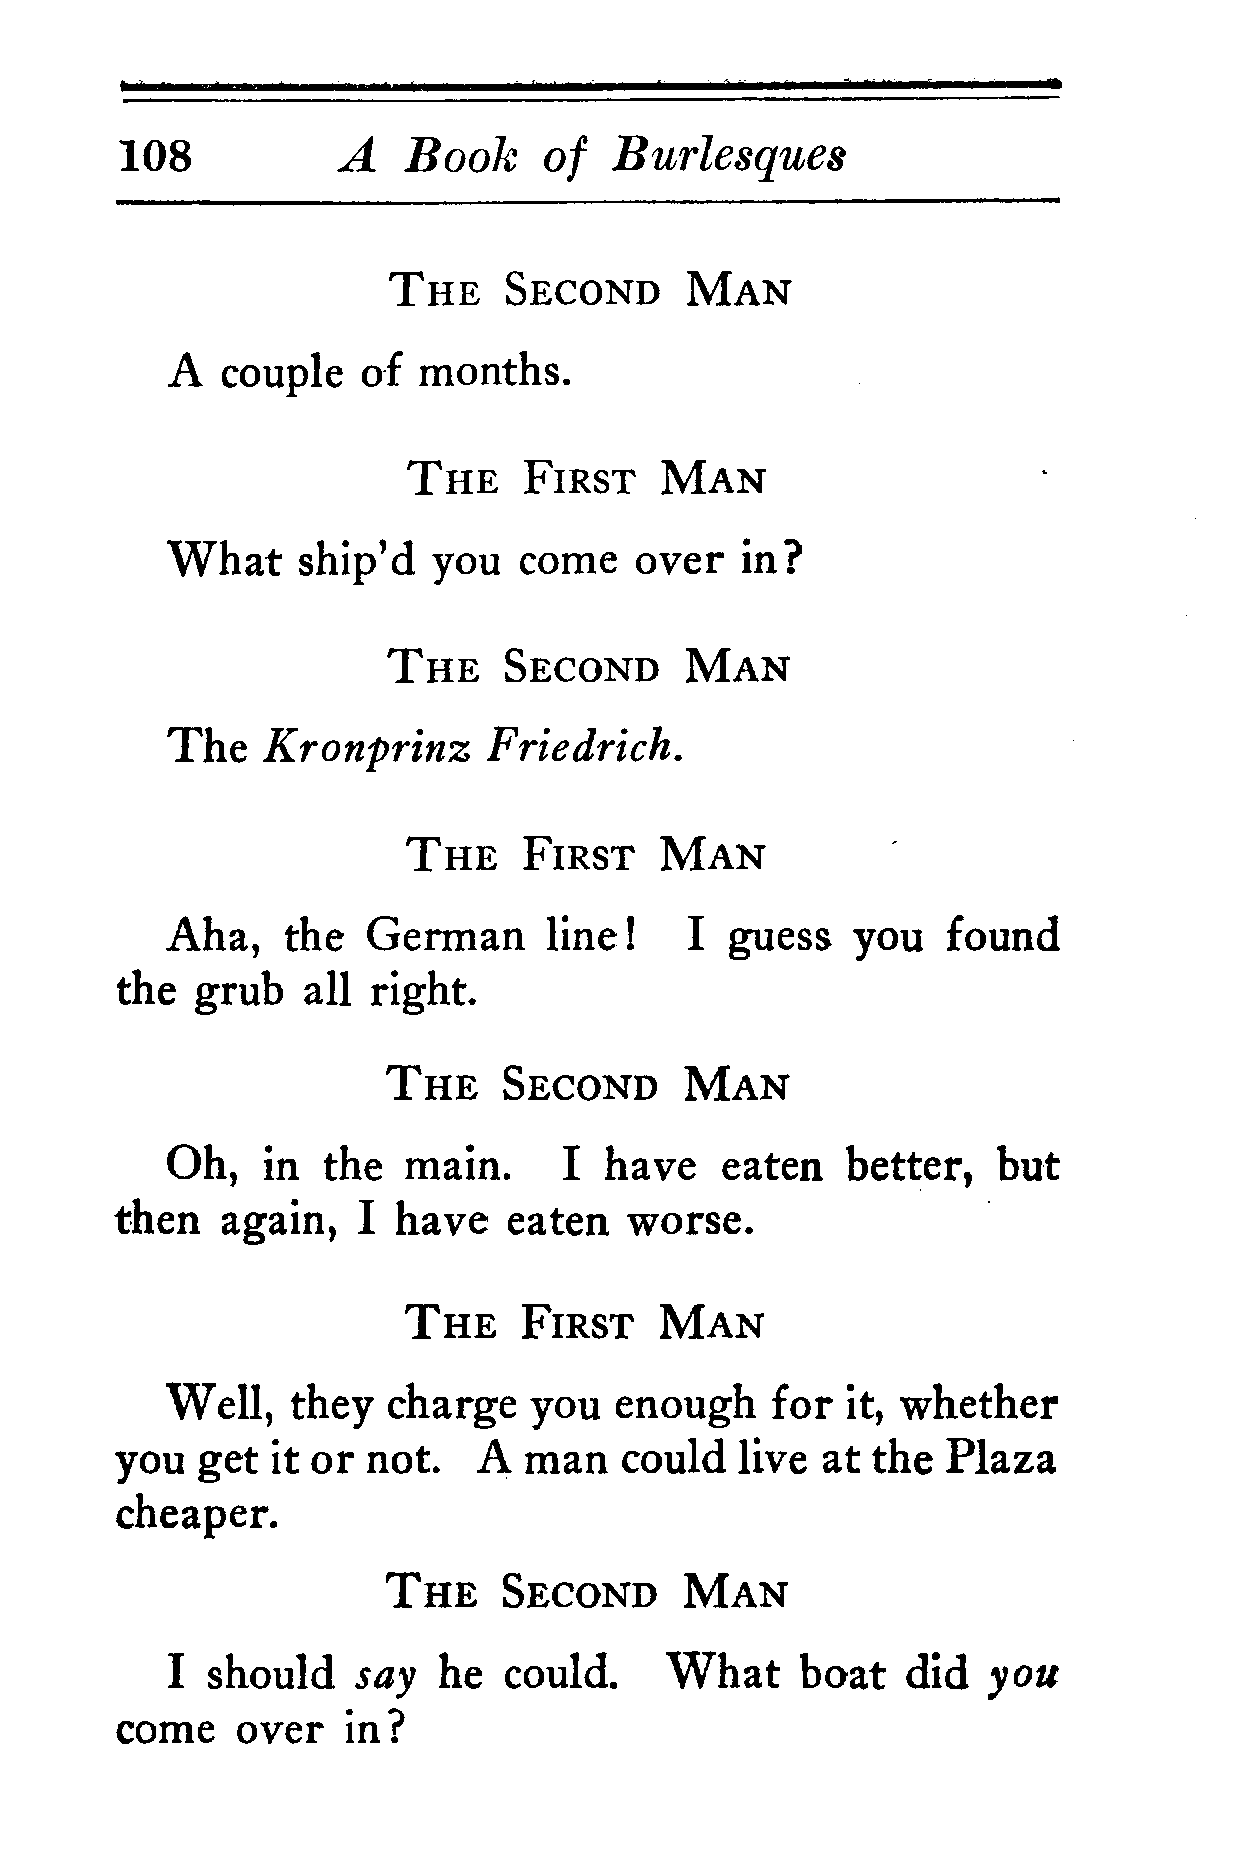 108 A Book of Burlesques
THE SECOND MAN
A couple of months.
THE FIRST MAN
What ship'd you come over in?
THE SECOND MAN
The Kronprinz Friedrich.
THE FIRST MAN
Aha, the German line! I guess you found
the grub all right.
THE SECOND MAN
Oh, in the main. I have eaten better, but
then again, I have eaten worse.
THE FIRST MAN
Well, they charge you enough for it, whether
you get it or not. A man could live at the Plaza
cheaper.
THE SECOND MAN
I should say he could. What boat did you
come over in?